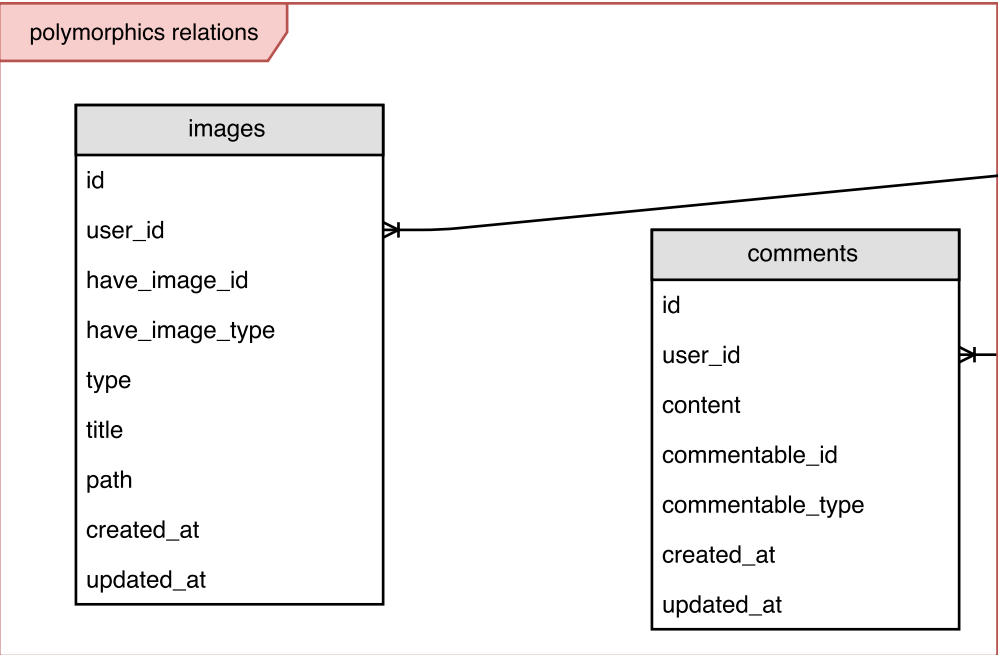 polymorphics relations
images
id
user_id
have_image_id
have_image_type
type
title
path
created_at
updated_at
comments
id
user_id
content
commentable_id
commentable_type
created_at
updated_at